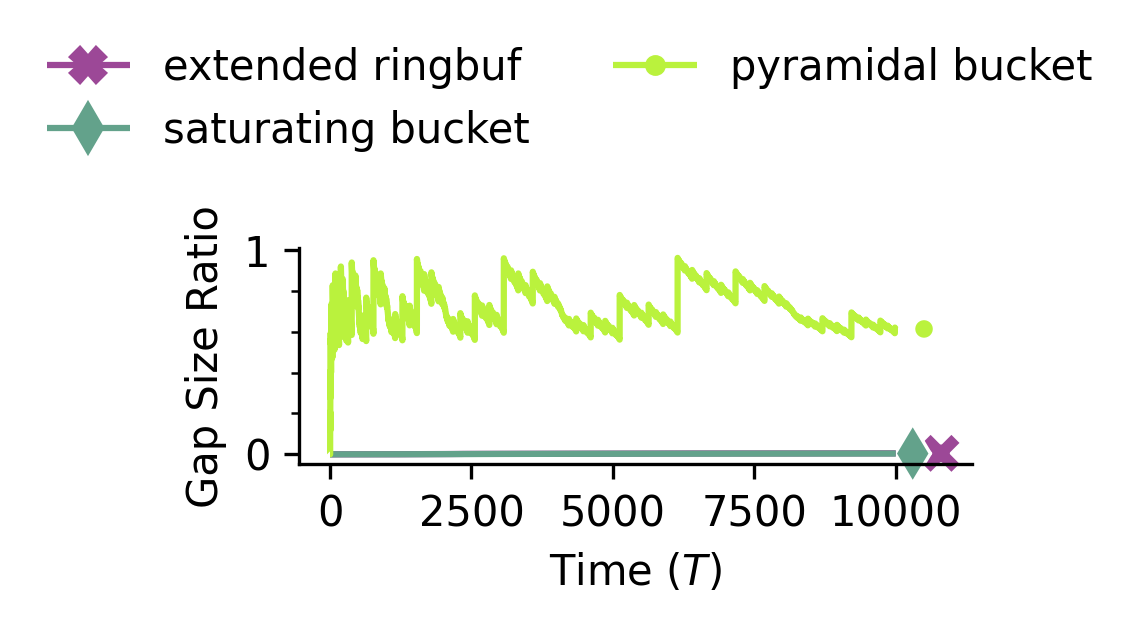 extended ringbuf
pyramidal bucket
saturating bucket
Gap Size Ratio
1
0
0 2500 5000 7500 10000
Time (T)